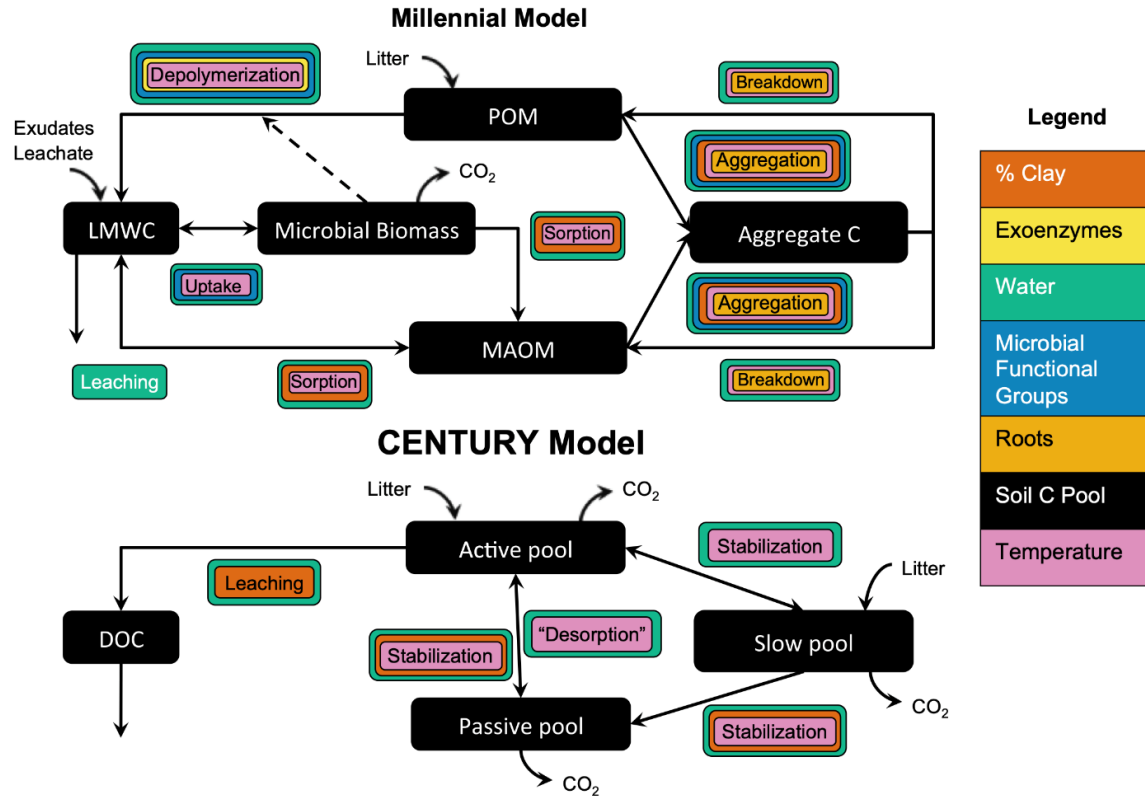 Millennial Model
Depolymerization
Litter
Breakdown
POM
Legend
Exudates
Leachate
CO₂
Aggregation
% Clay
LMWC
Microbial Biomass
Sorption
Aggregate C
Exoenzymes
Uptake
Water
Aggregation
MAOM
Microbial
Functional
Groups
Leaching
Sorption
Breakdown
Roots
CENTURY Model
Litter
CO₂
Soil C Pool
Active pool
Stabilization
Temperature
Leaching
Litter
DOC
"Desorption"
Stabilization
Slow pool
Passive pool
Stabilization
CO₂
CO₂